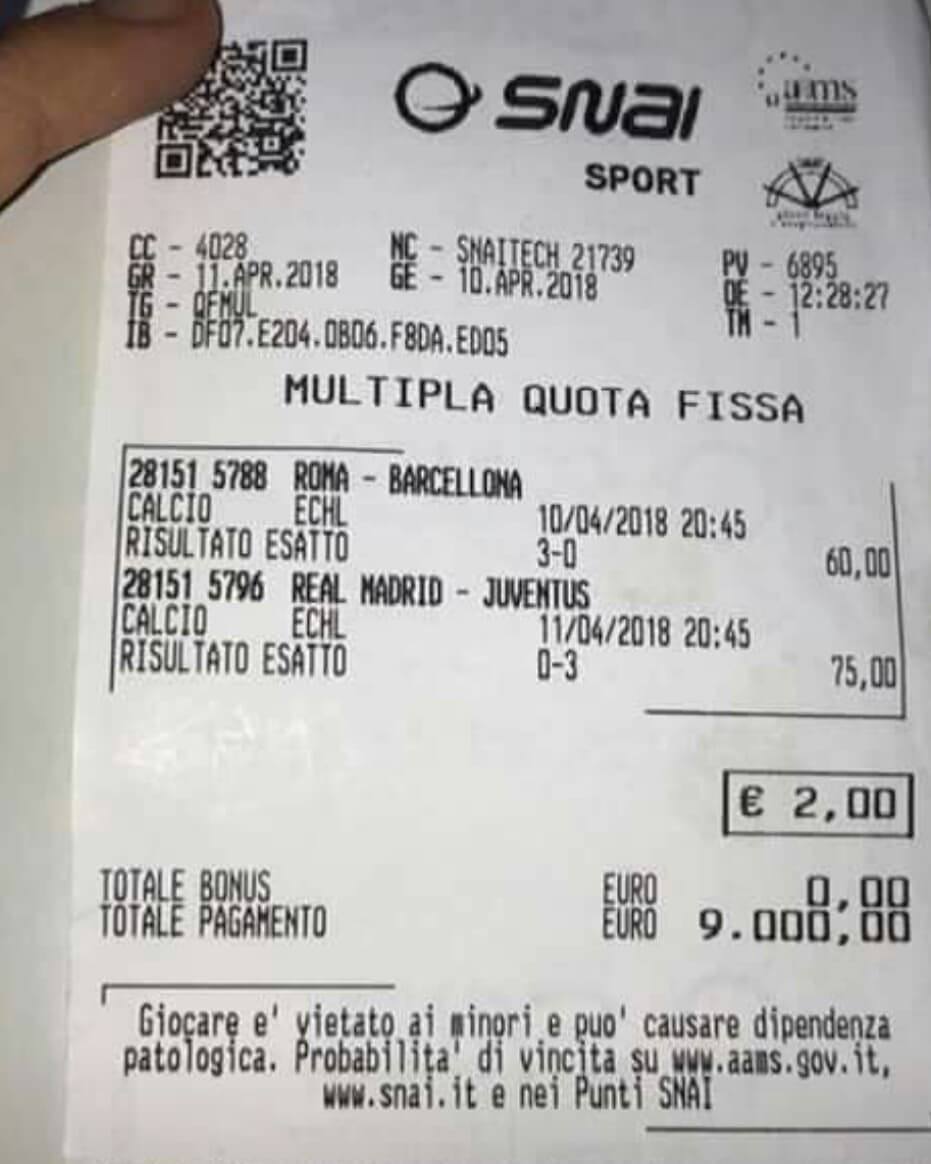 SNAI
aams
SPORT
CC - 4028 NC - SNAITECH 21739 PV - 6895
GR - 11.APR.2018 GE - 10.APR.2018 OE - 12:28:27
TG - QFMUL TM - 1
IB - DF07.E204.0B06.F8DA.ED05
MULTIPLA QUOTA FISSA
28151 5788 ROMA - BARCELLONA
CALCIO ECHL 10/04/2018 20:45
RISULTATO ESATTO 3-0 60,00
28151 5796 REAL MADRID - JUVENTUS
CALCIO ECHL 11/04/2018 20:45
RISULTATO ESATTO 0-3 75,00
€ 2,00
TOTALE BONUS EURO 0,00
TOTALE PAGAMENTO EURO 9.000,00
Giocare e' vietato ai minori e puo' causare dipendenza
patologica. Probabilita' di vincita su www.aams.gov.it,
www.snai.it e nei Punti SNAI